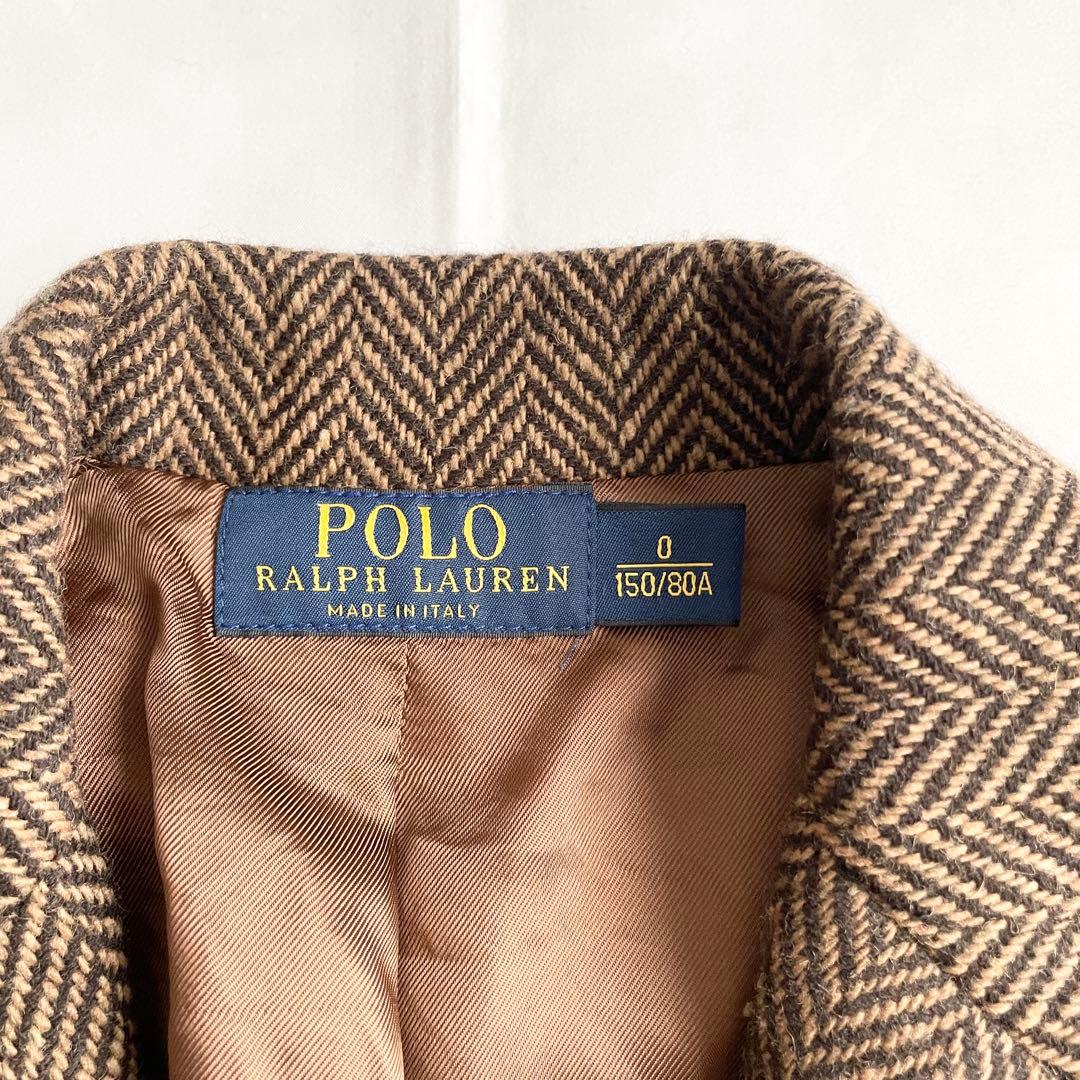 POLO
RALPH LAUREN
MADE IN ITALY
0
150/80A